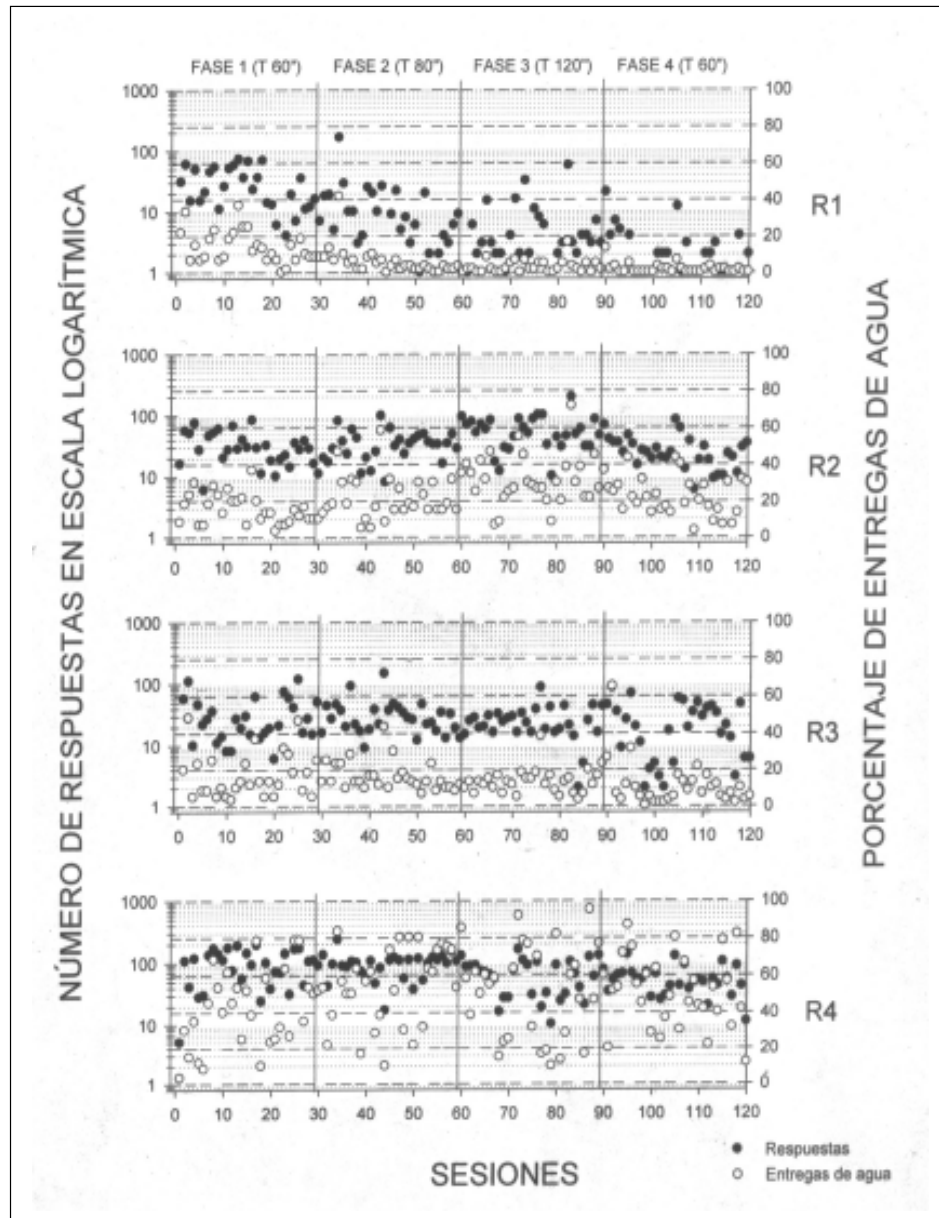 FASE 1 (T 60") FASE 2 (T 80") FASE 3 (T 120") FASE 4 (T 60")
NÚMERO DE RESPUESTAS EN ESCALA LOGARÍTMICA
PORCENTAJE DE ENTREGAS DE AGUA
1000 100
100 80
10 60
1 40
20
0
R1
0 10 20 30 40 50 60 70 80 90 100 110 120
1000 100
100 80
10 60
1 40
20
0
R2
0 10 20 30 40 50 60 70 80 90 100 110 120
1000 100
100 80
10 60
1 40
20
0
R3
0 10 20 30 40 50 60 70 80 90 100 110 120
1000 100
100 80
10 60
1 40
20
0
R4
0 10 20 30 40 50 60 70 80 90 100 110 120
SESIONES
Respuestas
Entregas de agua